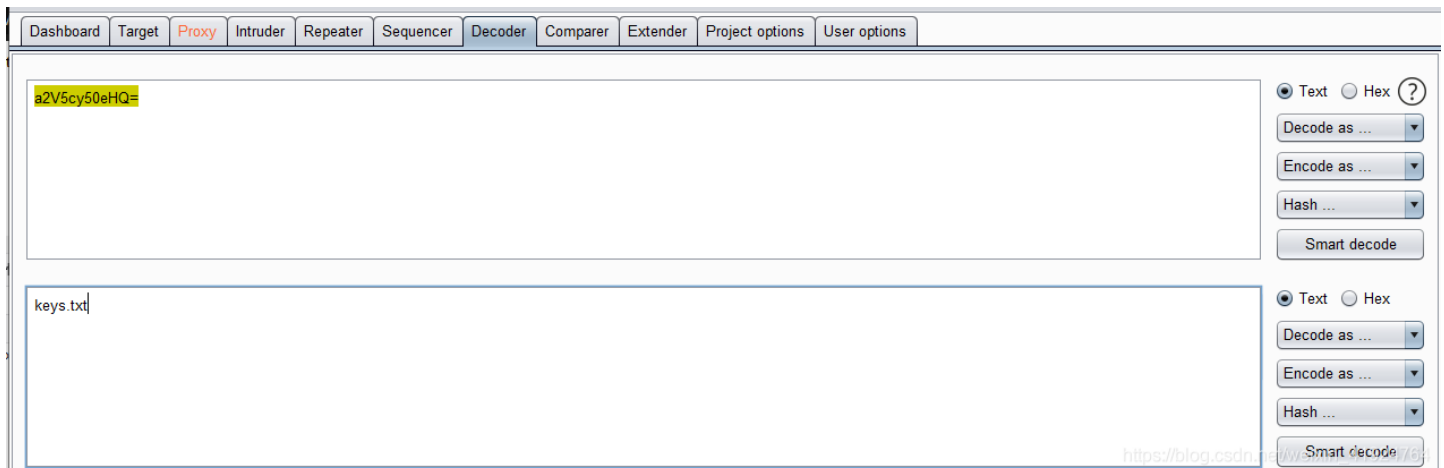 Dashboard Target Proxy Intruder Repeater Sequencer Decoder Comparer Extender Project options User options
a2V5cy50eHQ=
Text Hex ?
Decode as ...
Encode as ...
Hash ...
Smart decode
keys.txt
Text Hex
Decode as ...
Encode as ...
Hash ...
Smart decode